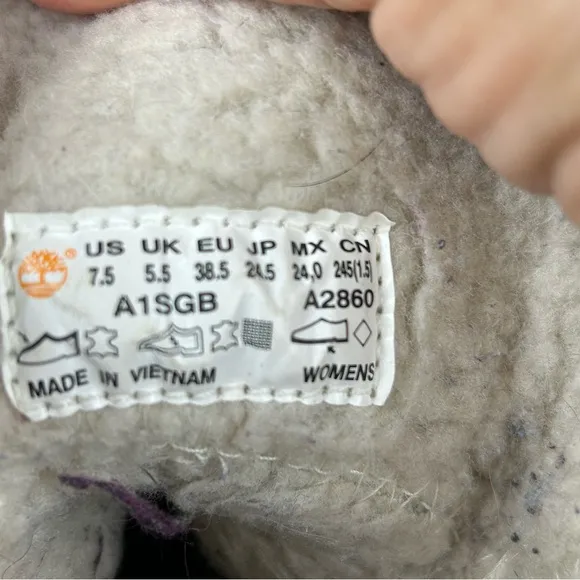 US UK EU JP MX CN
® 7.5 5.5 38.5 24.5 24,0 245(1.5)
A1SGB A2860
MADE IN VIETNAM WOMENS